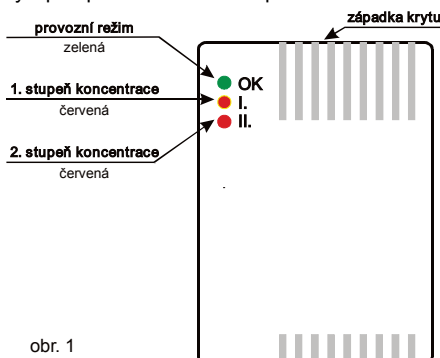 západka krytu
provozní režim
zelená
OK
1. stupeň koncentrace
I.
červená
II.
2. stupeň koncentrace
červená
obr. 1